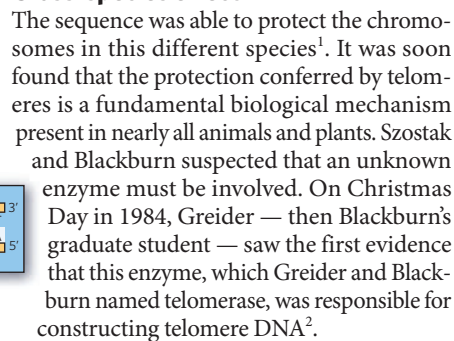 The sequence was able to protect the chromo-
somes in this different species¹. It was soon
found that the protection conferred by telom-
eres is a fundamental biological mechanism
present in nearly all animals and plants. Szostak
and Blackburn suspected that an unknown
enzyme must be involved. On Christmas
3′ Day in 1984, Greider — then Blackburn’s
5′ graduate student — saw the first evidence
that this enzyme, which Greider and Black-
burn named telomerase, was responsible for
constructing telomere DNA².